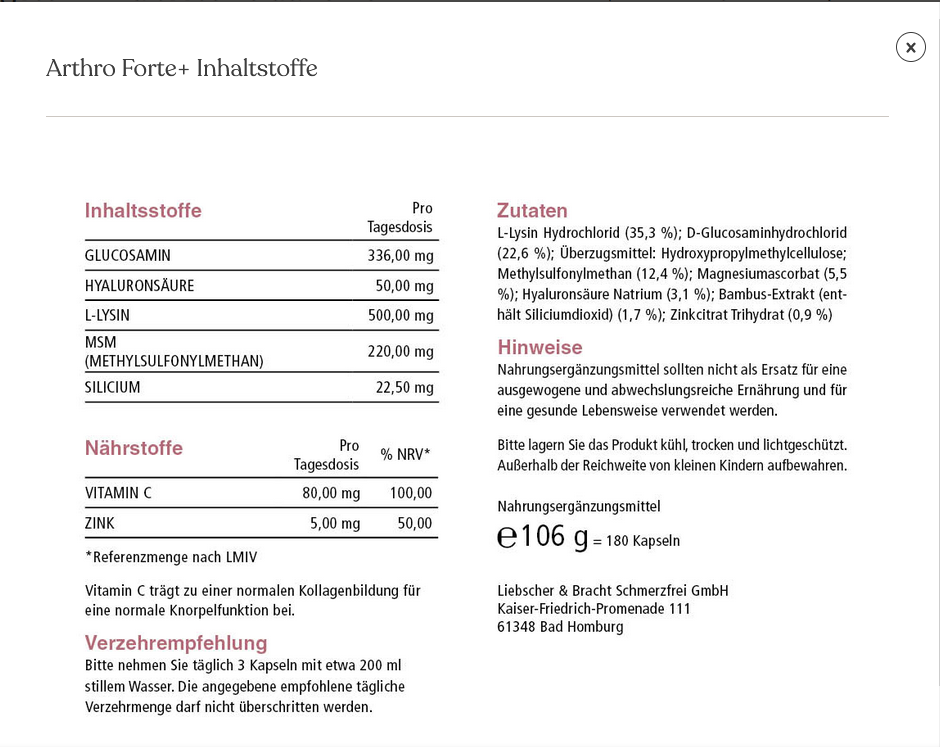 Arthro Forte+ Inhaltstoffe
Inhaltsstoffe
Pro
Tagesdosis
GLUCOSAMIN 336,00 mg
HYALURONSÄURE 50,00 mg
L-LYSIN 500,00 mg
MSM
(METHYLSULFONYLMETHAN) 220,00 mg
SILICIUM 22,50 mg
Nährstoffe
Pro
Tagesdosis
% NRV*
VITAMIN C 80,00 mg 100,00
ZINK 5,00 mg 50,00
*Referenzmenge nach LMIV
Vitamin C trägt zu einer normalen Kollagenbildung für
eine normale Knorpelfunktion bei.
Verzehrempfehlung
Bitte nehmen Sie täglich 3 Kapseln mit etwa 200 ml
stillem Wasser. Die angegebene empfohlene tägliche
Verzehrmenge darf nicht überschritten werden.
Zutaten
L-Lysin Hydrochlorid (35,3 %); D-Glucosaminhydrochlorid
(22,6 %); Überzugsmittel: Hydroxypropylmethylcellulose;
Methylsulfonylmethan (12,4 %); Magnesiumascorbat (5,5
%); Hyaluronsäure Natrium (3,1 %); Bambus-Extrakt (ent-
hält Siliciumdioxid) (1,7 %); Zinkcitrat Trihydrat (0,9 %)
Hinweise
Nahrungsergänzungsmittel sollten nicht als Ersatz für eine
ausgewogene und abwechslungsreiche Ernährung und für
eine gesunde Lebensweise verwendet werden.
Bitte lagern Sie das Produkt kühl, trocken und lichtgeschützt.
Außerhalb der Reichweite von kleinen Kindern aufbewahren.
Nahrungsergänzungsmittel
℮106 g = 180 Kapseln
Liebscher & Bracht Schmerzfrei GmbH
Kaiser-Friedrich-Promenade 111
61348 Bad Homburg